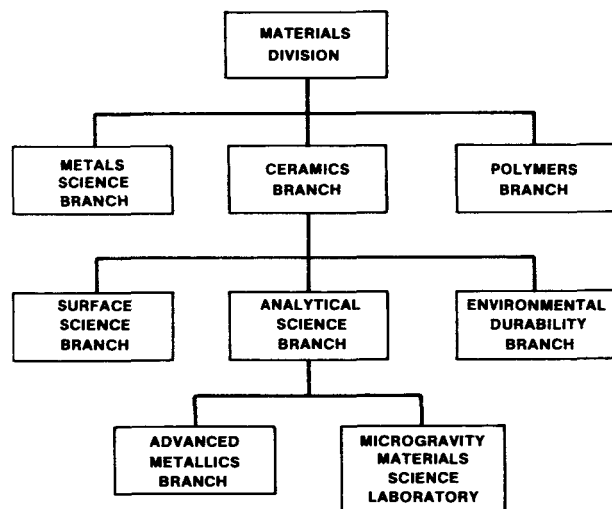 MATERIALS
DIVISION
METALS
SCIENCE
BRANCH
CERAMICS
BRANCH
POLYMERS
BRANCH
SURFACE
SCIENCE
BRANCH
ANALYTICAL
SCIENCE
BRANCH
ENVIRONMENTAL
DURABILITY
BRANCH
ADVANCED
METALLICS
BRANCH
MICROGRAVITY
MATERIALS
SCIENCE
LABORATORY